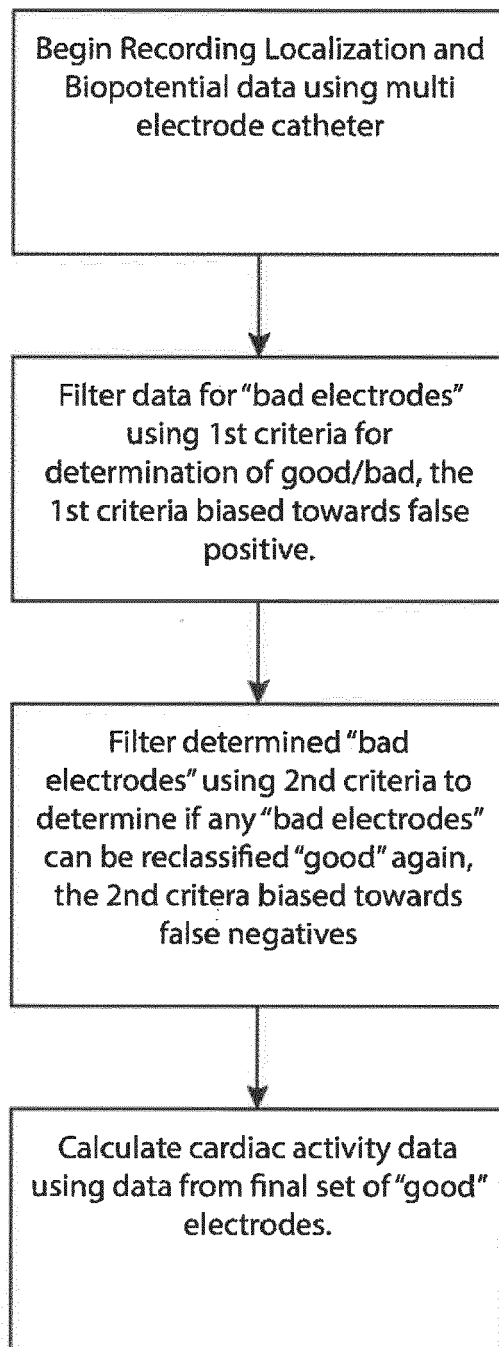 Begin Recording Localization and
Biopotential data using multi
electrode catheter
Filter data for "bad electrodes"
using 1st criteria for
determination of good/bad, the
1st criteria biased towards false
positive.
Filter determined "bad
electrodes" using 2nd criteria to
determine if any "bad electrodes"
can be reclassified "good" again,
the 2nd critera biased towards
false negatives
Calculate cardiac activity data
using data from final set of "good"
electrodes.